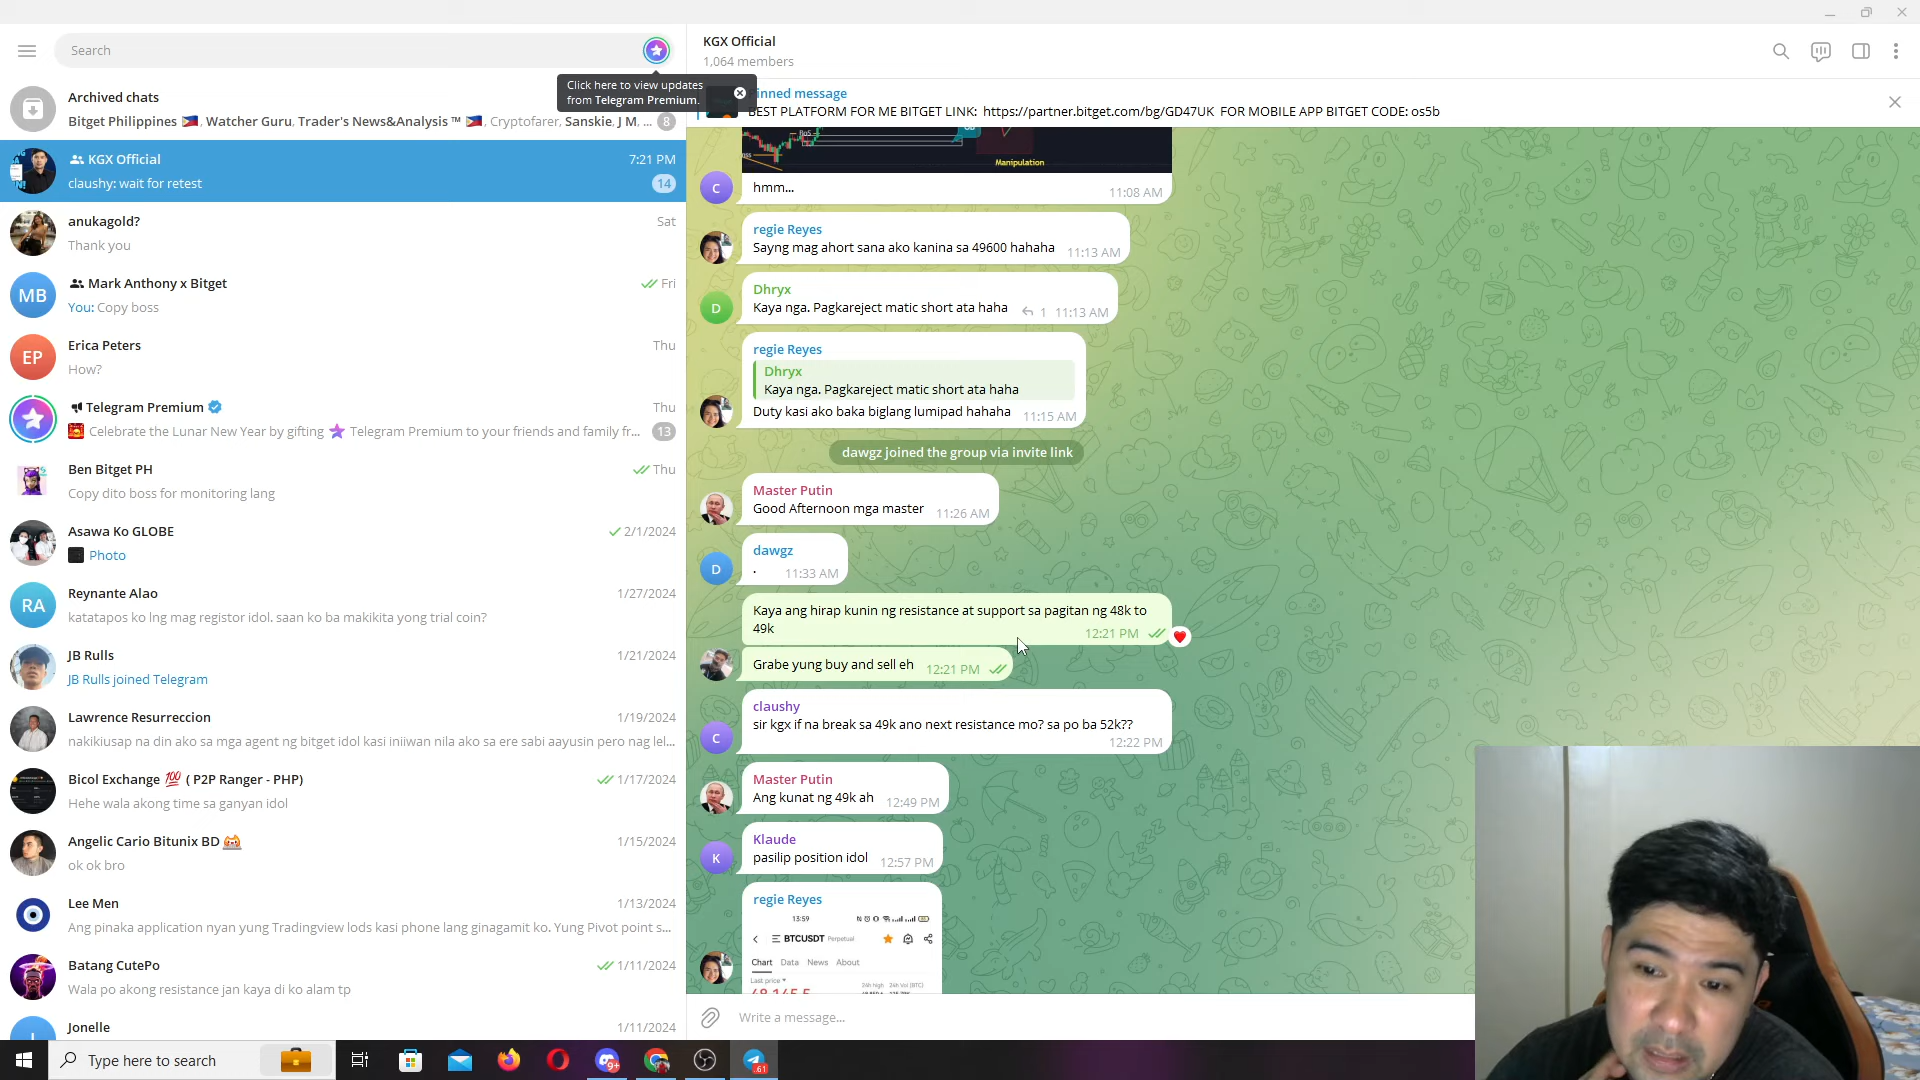 Search
Click here to view updates
from Telegram Premium.
Archived chats
Bitget Philippines 🇵🇭, Watcher Guru, Trader's News&Analysis ™ 🇵🇭, Cryptofarer, Sanskie, J M, ...
8
KGX Official
7:21 PM
claushy: wait for retest
14
anukagold?
Sat
Thank you
MB
Mark Anthony x Bitget
Fri
You: Copy boss
EP
Erica Peters
Thu
How?
Telegram Premium
Thu
Celebrate the Lunar New Year by gifting ⭐ Telegram Premium to your friends and family fr...
13
Ben Bitget PH
Thu
Copy dito boss for monitoring lang
Asawa Ko GLOBE
2/1/2024
Photo
RA
Reynante Alao
1/27/2024
katatapos ko lng mag registor idol. saan ko ba makikita yong trial coin?
JB Rulls
1/21/2024
JB Rulls joined Telegram
Lawrence Resurreccion
1/19/2024
nakikiusap na din ako sa mga agent ng bitget idol kasi iniiwan nila ako sa ere sabi aayusin pero nag lel...
Bicol Exchange 💯 ( P2P Ranger - PHP)
1/17/2024
Hehe wala akong time sa ganyan idol
Angelic Cario Bitunix BD
1/15/2024
ok ok bro
Lee Men
1/13/2024
Ang pinaka application nyan yung Tradingview lods kasi phone lang ginagamit ko. Yung Pivot point s...
Batang CutePo
1/11/2024
Wala po akong resistance jan kaya di ko alam tp
Jonelle
1/11/2024
KGX Official
1,064 members
inned message
BEST PLATFORM FOR ME BITGET LINK: https://partner.bitget.com/bg/GD47UK FOR MOBILE APP BITGET CODE: os5b
BoS
Manipulation
C
hmm...
11:08 AM
regie Reyes
Sayng mag ahort sana ako kanina sa 49600 hahaha
11:13 AM
Dhryx
D
Kaya nga. Pagkareject matic short ata haha
1 11:13 AM
regie Reyes
Dhryx
Kaya nga. Pagkareject matic short ata haha
Duty kasi ako baka biglang lumipad hahaha
11:15 AM
dawgz joined the group via invite link
Master Putin
Good Afternoon mga master
11:26 AM
dawgz
D
.
11:33 AM
Kaya ang hirap kunin ng resistance at support sa pagitan ng 48k to
49k
12:21 PM
Grabe yung buy and sell eh
12:21 PM
claushy
C
sir kgx if na break sa 49k ano next resistance mo? sa po ba 52k??
12:22 PM
Master Putin
Ang kunat ng 49k ah
12:49 PM
Klaude
K
pasilip position idol
12:57 PM
regie Reyes
13:59
BTCUSDT Perpetual
Chart Data News About
Last price
24h high 24h Vol (BTC)
Write a message...
Type here to search
9+
61